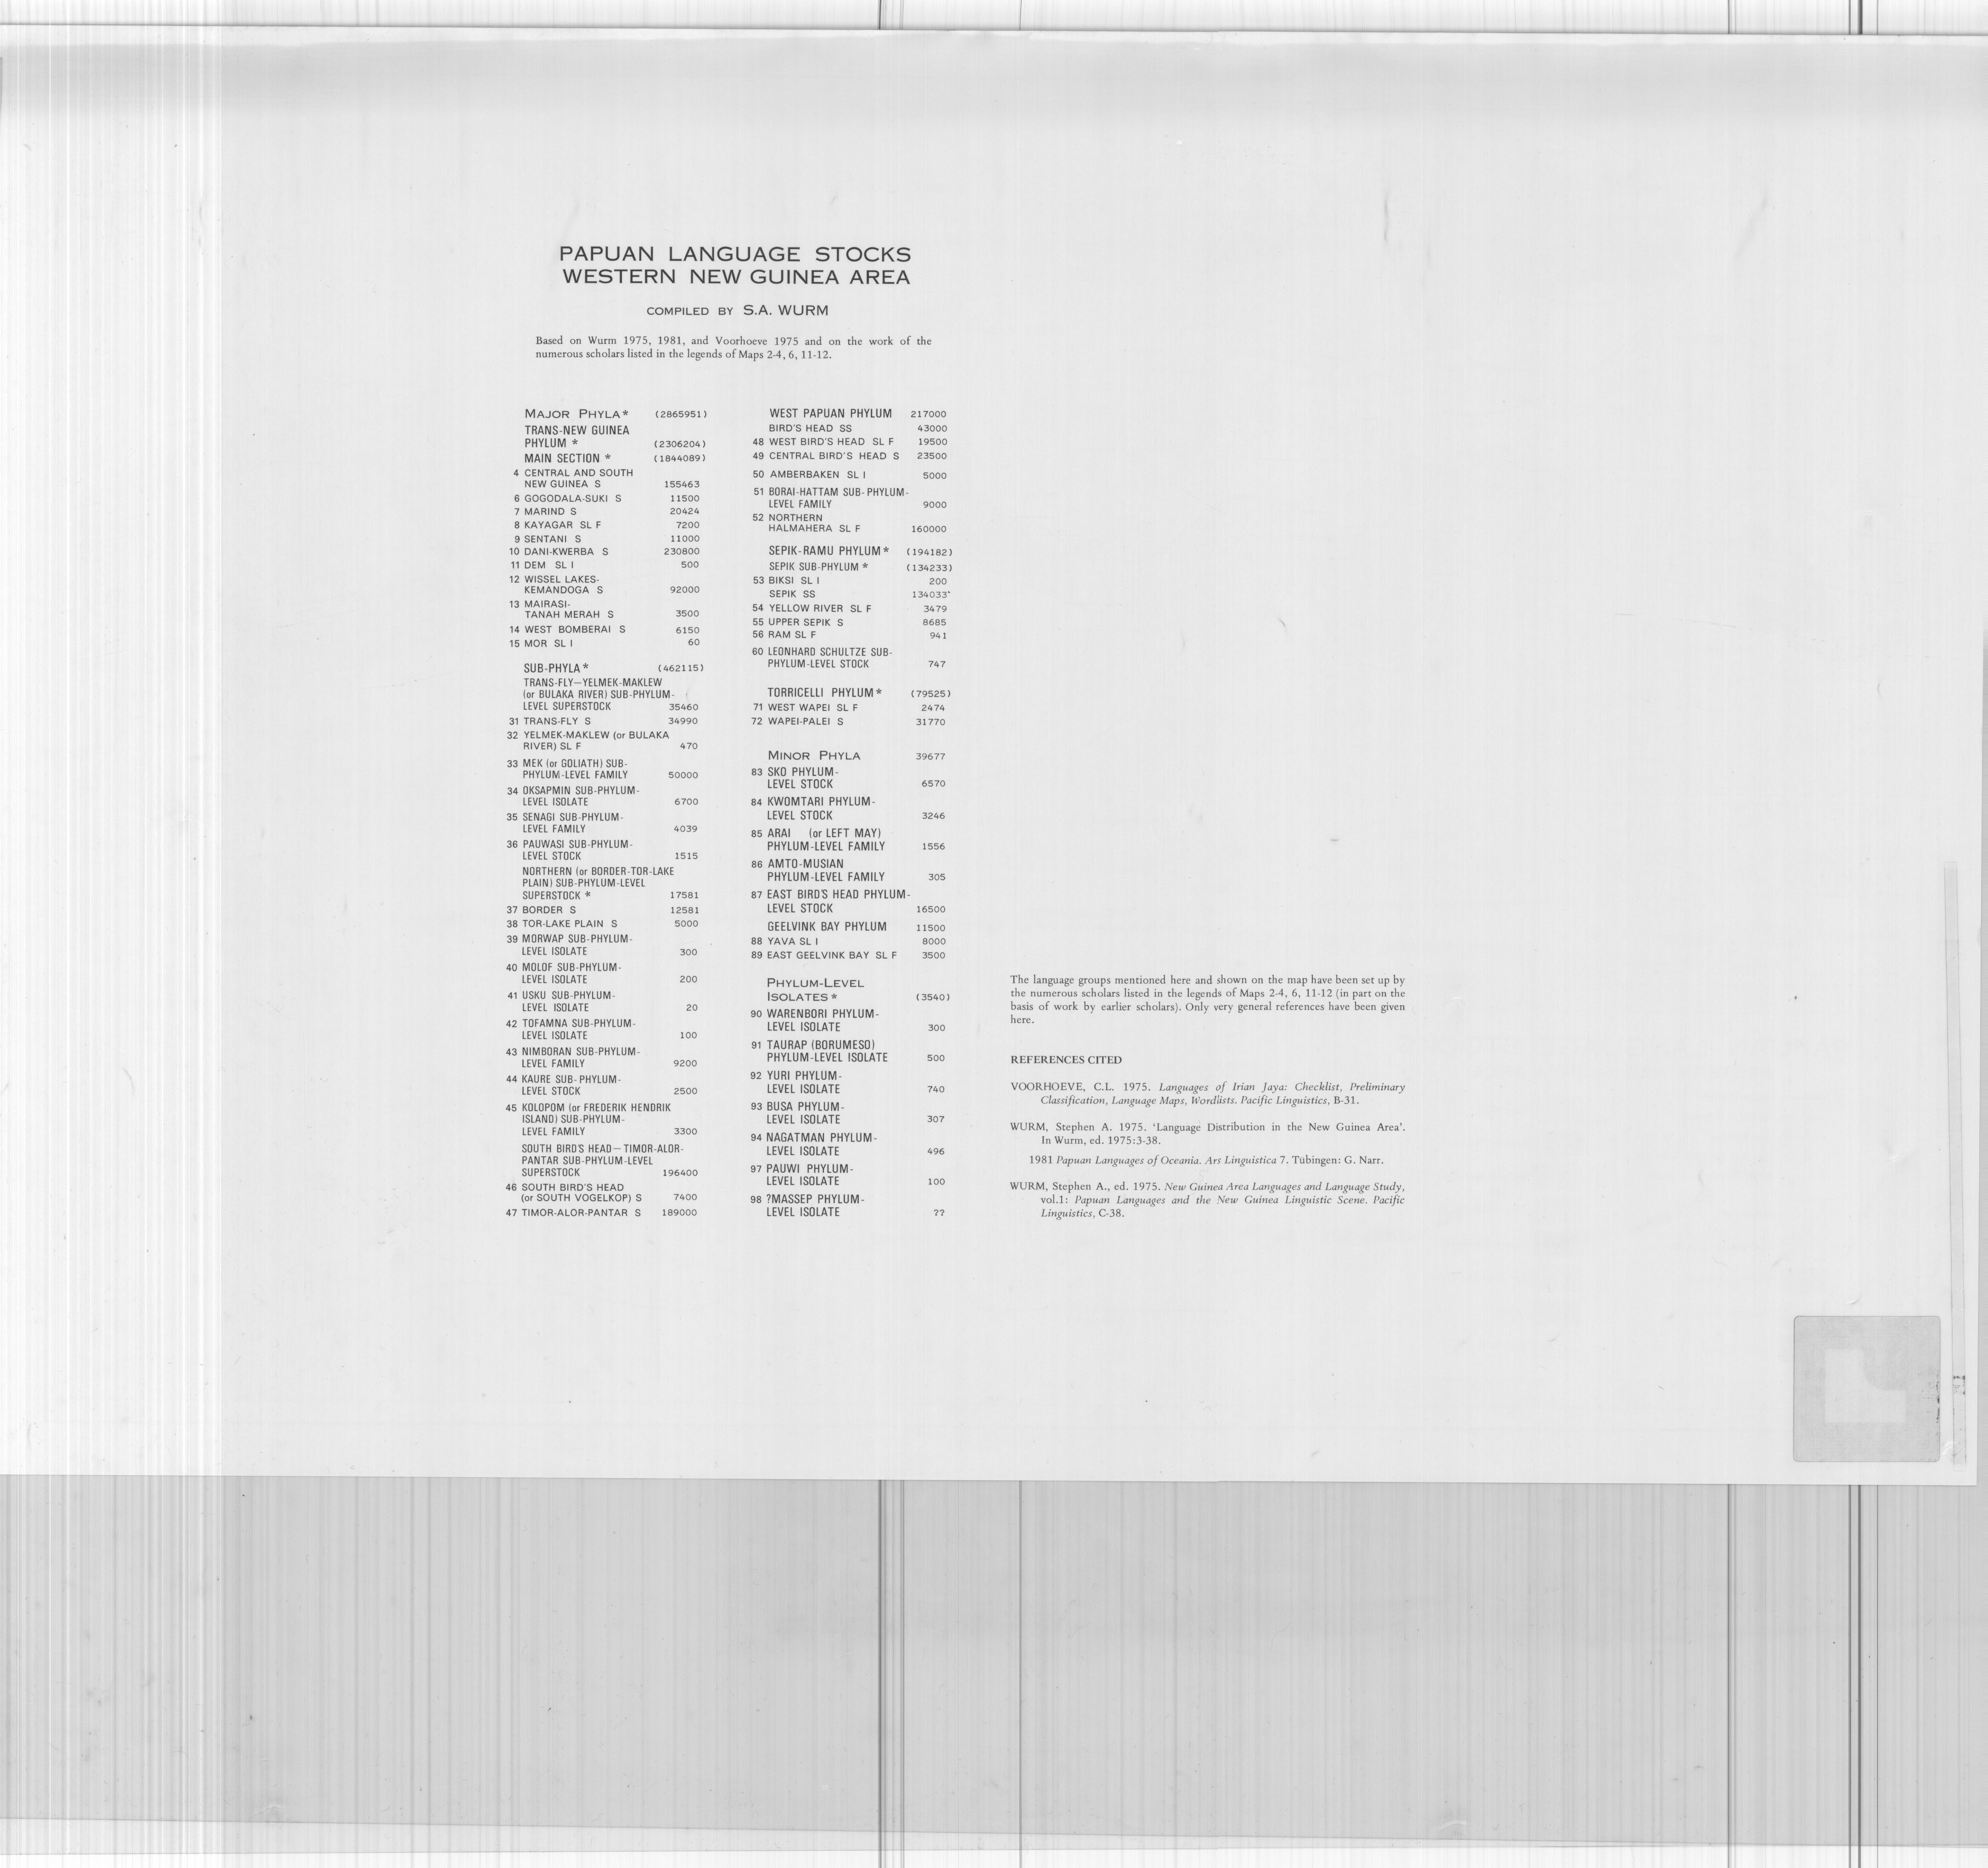 PAPUAN LANGUAGE STOCKS
WESTERN NEW GUINEA AREA
COMPILED BY S.A. WURM
Based on Wurm 1975, 1981, and Voorhoeve 1975 and on the work of the
numerous scholars listed in the legends of Maps 2-4, 6, 11-12.
MAJOR PHYLA* (2865951)
TRANS-NEW GUINEA
PHYLUM * (2306204)
MAIN SECTION * (1844089)
4 CENTRAL AND SOUTH
NEW GUINEA S 155463
6 GOGODALA-SUKI S 11500
7 MARIND S 20424
8 KAYAGAR SL F 7200
9 SENTANI S 11000
10 DANI-KWERBA S 230800
11 DEM SL I 500
12 WISSEL LAKES-
KEMANDOGA S 92000
13 MAIRASI-
TANAH MERAH S 3500
14 WEST BOMBERAI S 6150
15 MOR SL I 60
SUB-PHYLA* (462115)
TRANS-FLY—YELMEK-MAKLEW
(or BULAKA RIVER) SUB-PHYLUM-
LEVEL SUPERSTOCK 35460
31 TRANS-FLY S 34990
32 YELMEK-MAKLEW (or BULAKA
RIVER) SL F 470
33 MEK (or GOLIATH) SUB-
PHYLUM-LEVEL FAMILY 50000
34 OKSAPMIN SUB-PHYLUM-
LEVEL ISOLATE 6700
35 SENAGI SUB-PHYLUM-
LEVEL FAMILY 4039
36 PAUWASI SUB-PHYLUM-
LEVEL STOCK 1515
NORTHERN (or BORDER-TOR-LAKE
PLAIN) SUB-PHYLUM-LEVEL
SUPERSTOCK * 17581
37 BORDER S 12581
38 TOR-LAKE PLAIN S 5000
39 MORWAP SUB-PHYLUM-
LEVEL ISOLATE 300
40 MOLOF SUB-PHYLUM-
LEVEL ISOLATE 200
41 USKU SUB-PHYLUM-
LEVEL ISOLATE 20
42 TOFAMNA SUB-PHYLUM-
LEVEL ISOLATE 100
43 NIMBORAN SUB-PHYLUM-
LEVEL FAMILY 9200
44 KAURE SUB-PHYLUM-
LEVEL STOCK 2500
45 KOLOPOM (or FREDERIK HENDRIK
ISLAND) SUB-PHYLUM-
LEVEL FAMILY 3300
SOUTH BIRD'S HEAD—TIMOR-ALOR-
PANTAR SUB-PHYLUM-LEVEL
SUPERSTOCK 196400
46 SOUTH BIRD'S HEAD
(or SOUTH VOGELKOP) S 7400
47 TIMOR-ALOR-PANTAR S 189000
WEST PAPUAN PHYLUM 217000
BIRD'S HEAD SS 43000
48 WEST BIRD'S HEAD SL F 19500
49 CENTRAL BIRD'S HEAD S 23500
50 AMBERBAKEN SL I 5000
51 BORAI-HATTAM SUB-PHYLUM-
LEVEL FAMILY 9000
52 NORTHERN
HALMAHERA SL F 160000
SEPIK-RAMU PHYLUM* (194182)
SEPIK SUB-PHYLUM * (134233)
53 BIKSI SL I 200
SEPIK SS 134033*
54 YELLOW RIVER SL F 3479
55 UPPER SEPIK S 8685
56 RAM SL F 941
60 LEONHARD SCHULTZE SUB-
PHYLUM-LEVEL STOCK 747
TORRICELLI PHYLUM* (79525)
71 WEST WAPEI SL F 2474
72 WAPEI-PALEI S 31770
MINOR PHYLA 39677
83 SKO PHYLUM-
LEVEL STOCK 6570
84 KWOMTARI PHYLUM-
LEVEL STOCK 3246
85 ARAI (or LEFT MAY)
PHYLUM-LEVEL FAMILY 1556
86 AMTO-MUSIAN
PHYLUM-LEVEL FAMILY 305
87 EAST BIRD'S HEAD PHYLUM-
LEVEL STOCK 16500
GEELVINK BAY PHYLUM 11500
88 YAVA SL I 8000
89 EAST GEELVINK BAY SL F 3500
PHYLUM-LEVEL
ISOLATES * (3540)
90 WARENBORI PHYLUM-
LEVEL ISOLATE 300
91 TAURAP (BORUMESO)
PHYLUM-LEVEL ISOLATE 500
92 YURI PHYLUM-
LEVEL ISOLATE 740
93 BUSA PHYLUM-
LEVEL ISOLATE 307
94 NAGATMAN PHYLUM-
LEVEL ISOLATE 496
97 PAUWI PHYLUM-
LEVEL ISOLATE 100
98 ?MASSEP PHYLUM-
LEVEL ISOLATE ??
The language groups mentioned here and shown on the map have been set up by
the numerous scholars listed in the legends of Maps 2-4, 6, 11-12 (in part on the
basis of work by earlier scholars). Only very general references have been given
here.
REFERENCES CITED
VOORHOEVE, C.L. 1975. Languages of Irian Jaya: Checklist, Preliminary
Classification, Language Maps, Wordlists. Pacific Linguistics, B-31.
WURM, Stephen A. 1975. ‘Language Distribution in the New Guinea Area’.
In Wurm, ed. 1975:3-38.
1981 Papuan Languages of Oceania. Ars Linguistica 7. Tübingen: G. Narr.
WURM, Stephen A., ed. 1975. New Guinea Area Languages and Language Study,
vol.1: Papuan Languages and the New Guinea Linguistic Scene. Pacific
Linguistics, C-38.